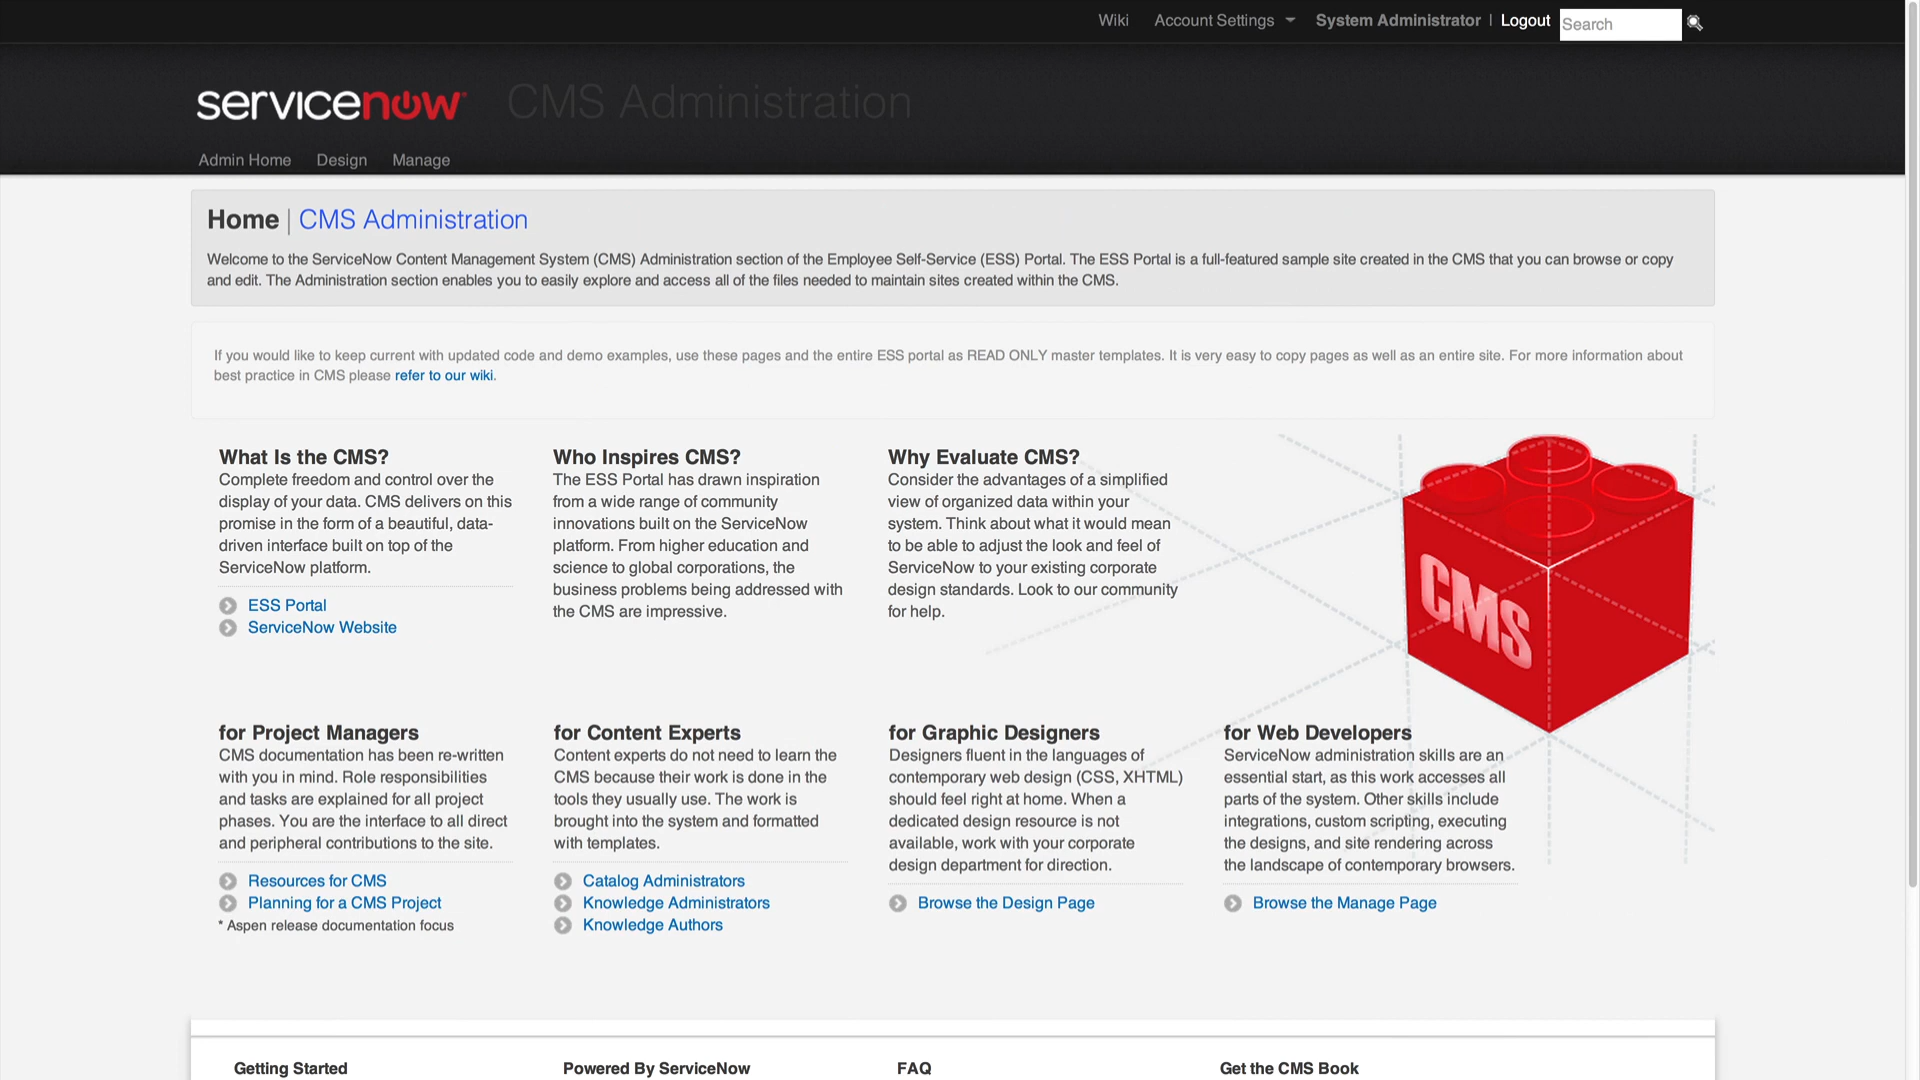 Wiki Account Settings System Administrator | Logout Search
servicenow CMS Administration
Admin Home Design Manage
Home | CMS Administration
Welcome to the ServiceNow Content Management System (CMS) Administration section of the Employee Self-Service (ESS) Portal. The ESS Portal is a full-featured sample site created in the CMS that you can browse or copy
and edit. The Administration section enables you to easily explore and access all of the files needed to maintain sites created within the CMS.
If you would like to keep current with updated code and demo examples, use these pages and the entire ESS portal as READ ONLY master templates. It is very easy to copy pages as well as an entire site. For more information about
best practice in CMS please refer to our wiki.
What Is the CMS?
Complete freedom and control over the
display of your data. CMS delivers on this
promise in the form of a beautiful, data-
driven interface built on top of the
ServiceNow platform.
ESS Portal
ServiceNow Website
Who Inspires CMS?
The ESS Portal has drawn inspiration
from a wide range of community
innovations built on the ServiceNow
platform. From higher education and
science to global corporations, the
business problems being addressed with
the CMS are impressive.
Why Evaluate CMS?
Consider the advantages of a simplified
view of organized data within your
system. Think about what it would mean
to be able to adjust the look and feel of
ServiceNow to your existing corporate
design standards. Look to our community
for help.
CMS
for Project Managers
CMS documentation has been re-written
with you in mind. Role responsibilities
and tasks are explained for all project
phases. You are the interface to all direct
and peripheral contributions to the site.
Resources for CMS
Planning for a CMS Project
* Aspen release documentation focus
for Content Experts
Content experts do not need to learn the
CMS because their work is done in the
tools they usually use. The work is
brought into the system and formatted
with templates.
Catalog Administrators
Knowledge Administrators
Knowledge Authors
for Graphic Designers
Designers fluent in the languages of
contemporary web design (CSS, XHTML)
should feel right at home. When a
dedicated design resource is not
available, work with your corporate
design department for direction.
Browse the Design Page
for Web Developers
ServiceNow administration skills are an
essential start, as this work accesses all
parts of the system. Other skills include
integrations, custom scripting, executing
the designs, and site rendering across
the landscape of contemporary browsers.
Browse the Manage Page
Getting Started Powered By ServiceNow FAQ Get the CMS Book